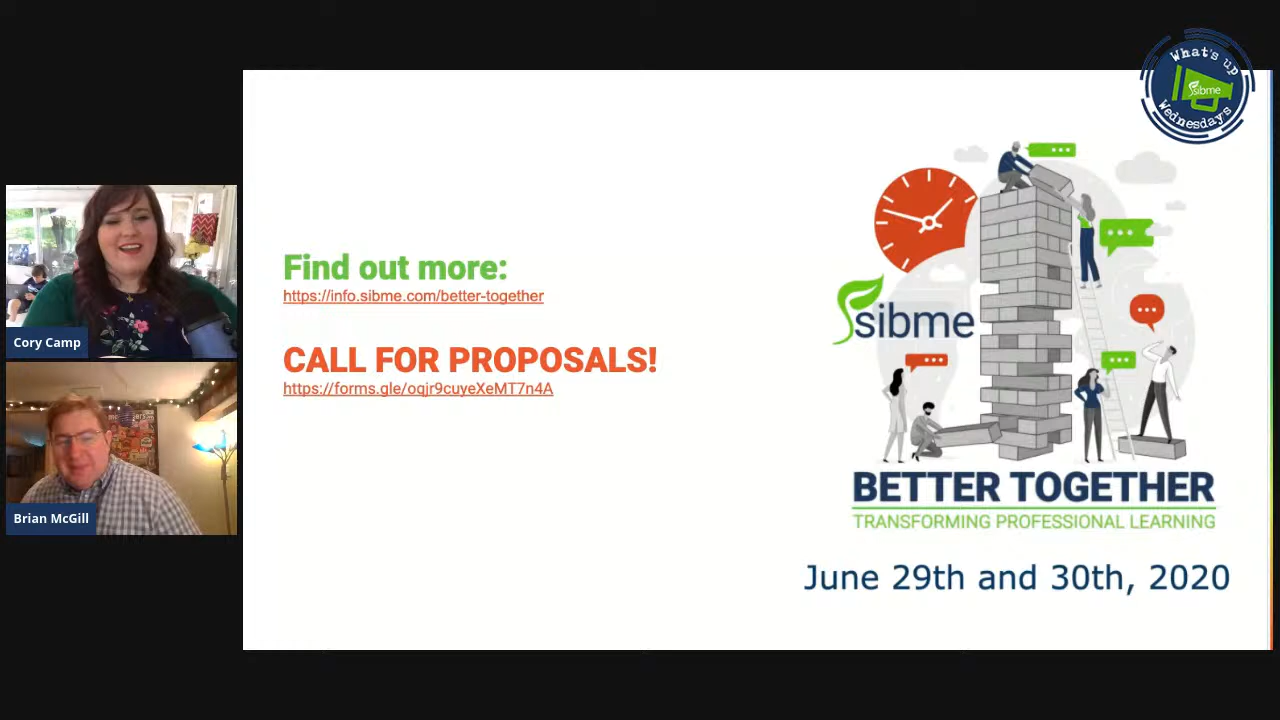 What's up
sibme
Wednesdays
Find out more:
https://info.sibme.com/better-together
CALL FOR PROPOSALS!
https://forms.gle/oqjr9cuyeXeMT7n4A
sibme
BETTER TOGETHER
TRANSFORMING PROFESSIONAL LEARNING
June 29th and 30th, 2020
Cory Camp
Brian McGill